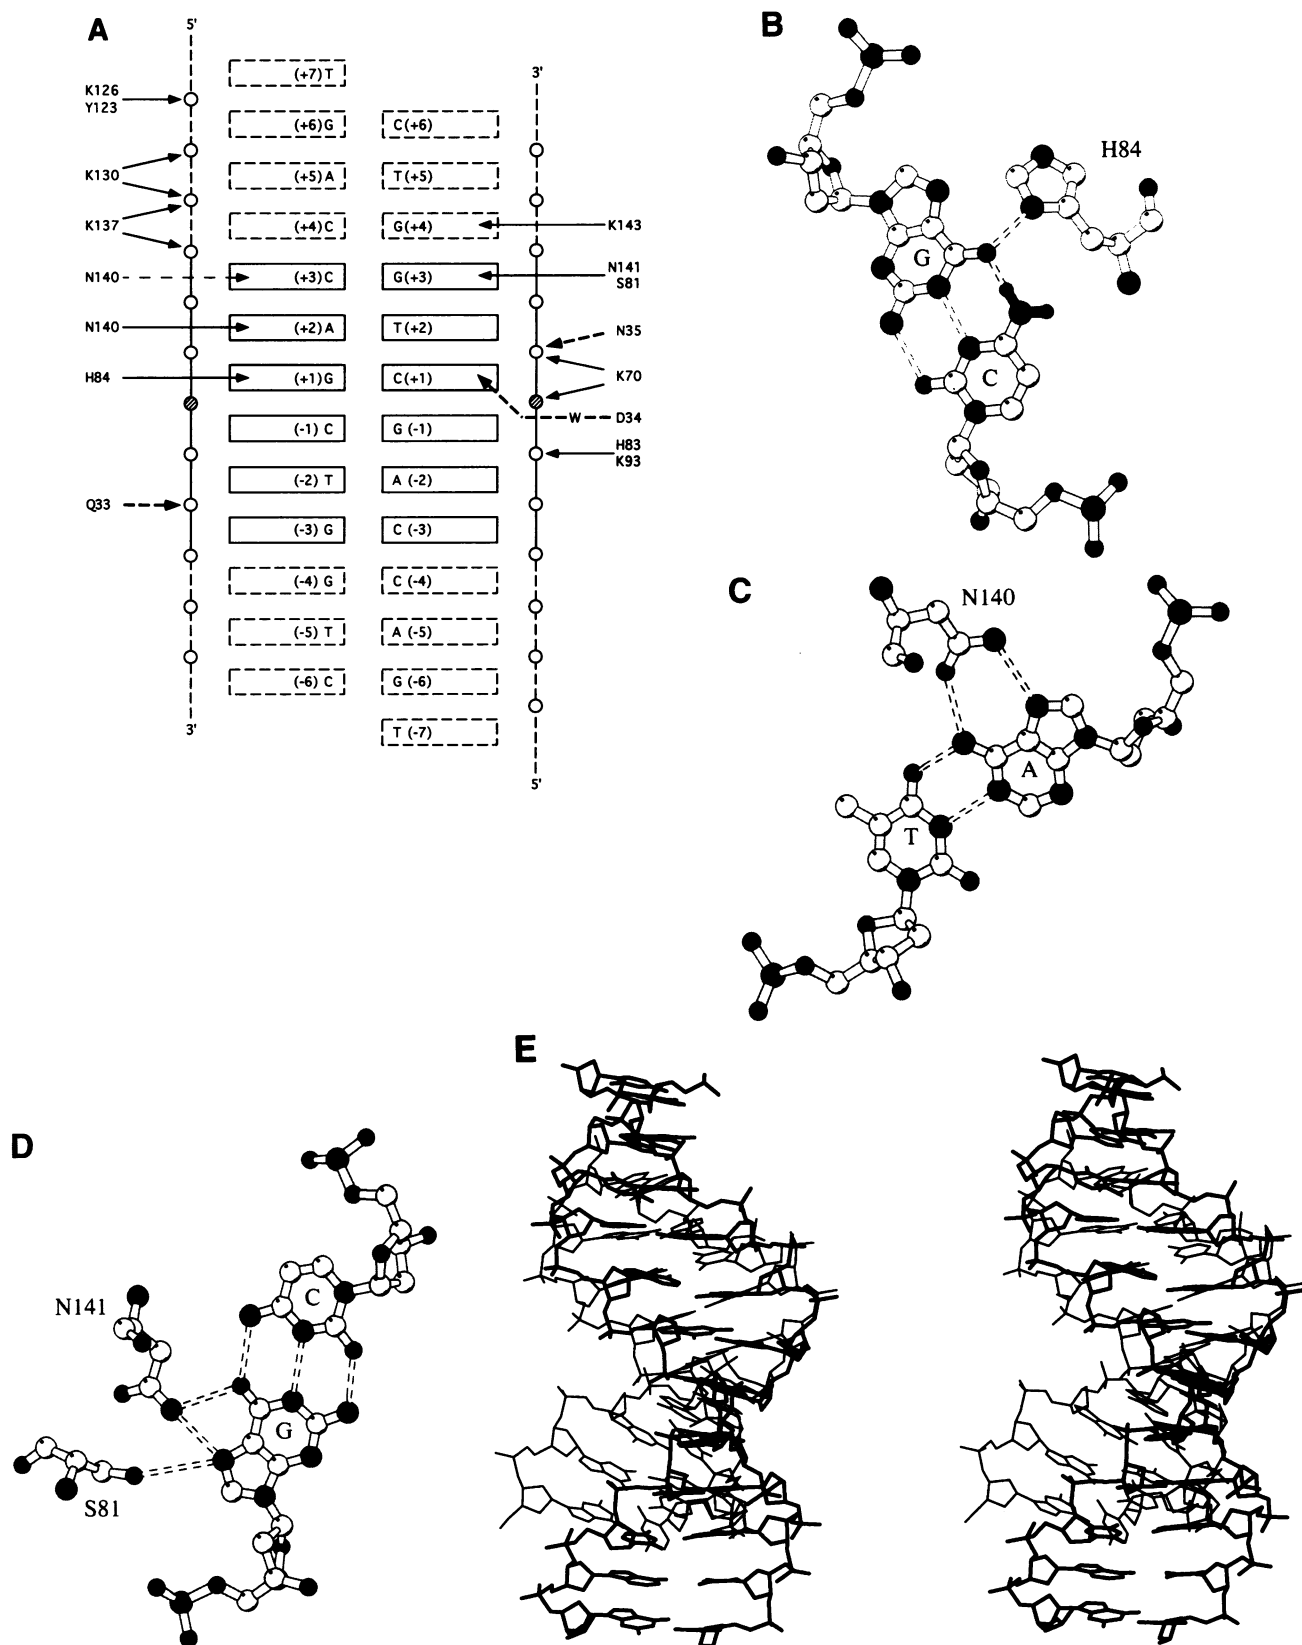 A
5'
3'
K126
Y123
K130
K137
N140
N140
H84
Q33
(+7) T
(+6) G
(+5) A
(+4) C
(+3) C
(+2) A
(+1) G
(-1) C
(-2) T
(-3) G
(-4) G
(-5) T
(-6) C
3'
C (+6)
T (+5)
G (+4)
G (+3)
T (+2)
C (+1)
G (-1)
A (-2)
C (-3)
C (-4)
A (-5)
G (-6)
T (-7)
5'
K143
N141
S81
N35
K70
W
D34
H83
K93
B
H84
G
C
C
N140
A
T
D
N141
C
G
S81
E